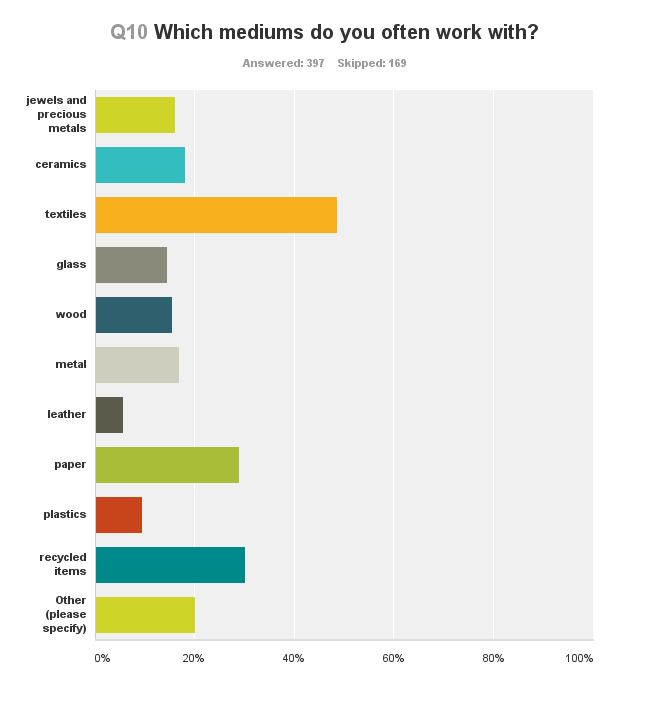 Q10 Which mediums do you often work with?
Answered: 397 Skipped: 169
jewels and
precious
metals
ceramics
textiles
glass
wood
metal
leather
paper
plastics
recycled
items
Other
(please
specify)
0% 20% 40% 60% 80% 100%